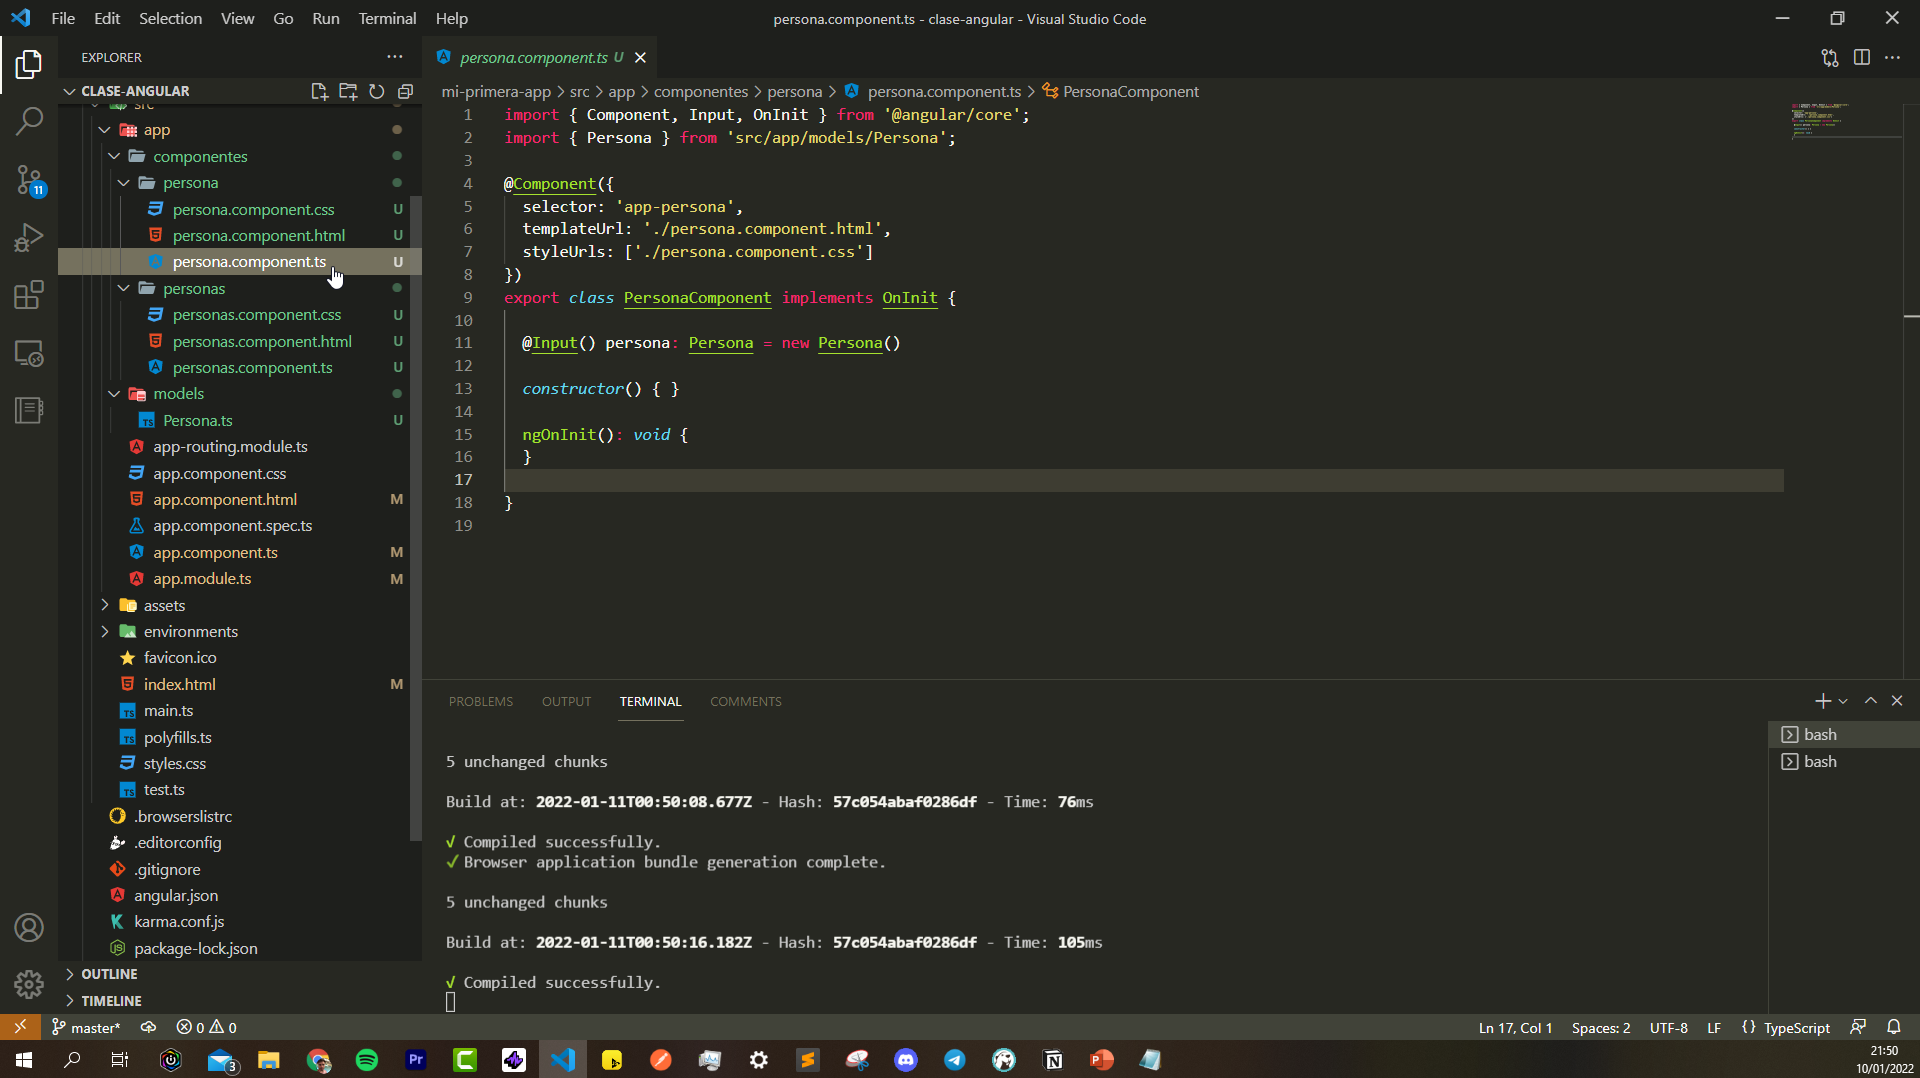 File Edit Selection View Go Run Terminal Help
persona.component.ts - clase-angular - Visual Studio Code
EXPLORER
persona.component.ts U
CLASE-ANGULAR
src
app
componentes
persona
persona.component.css U
persona.component.html U
persona.component.ts U
personas
personas.component.css U
personas.component.html U
personas.component.ts U
models
TS Persona.ts U
app-routing.module.ts
app.component.css
app.component.html M
app.component.spec.ts
app.component.ts M
app.module.ts M
assets
environments
favicon.ico
index.html M
TS main.ts
TS polyfills.ts
styles.css
TS test.ts
.browserslistrc
.editorconfig
.gitignore
angular.json
karma.conf.js
package-lock.json
OUTLINE
TIMELINE
11
mi-primera-app > src > app > componentes > persona > persona.component.ts > PersonaComponent
1 import { Component, Input, OnInit } from '@angular/core';
2 import { Persona } from 'src/app/models/Persona';
3
4 @Component({
5 selector: 'app-persona',
6 templateUrl: './persona.component.html',
7 styleUrls: ['./persona.component.css']
8 })
9 export class PersonaComponent implements OnInit {
10
11 @Input() persona: Persona = new Persona()
12
13 constructor() { }
14
15 ngOnInit(): void {
16 }
17
18 }
19
PROBLEMS OUTPUT TERMINAL COMMENTS
bash
bash
5 unchanged chunks
Build at: 2022-01-11T00:50:08.677Z - Hash: 57c054abaf0286df - Time: 76ms
√ Compiled successfully.
√ Browser application bundle generation complete.
5 unchanged chunks
Build at: 2022-01-11T00:50:16.182Z - Hash: 57c054abaf0286df - Time: 105ms
√ Compiled successfully.
master* 0 0
Ln 17, Col 1 Spaces: 2 UTF-8 LF {} TypeScript
3
Pr
21:50
10/01/2022